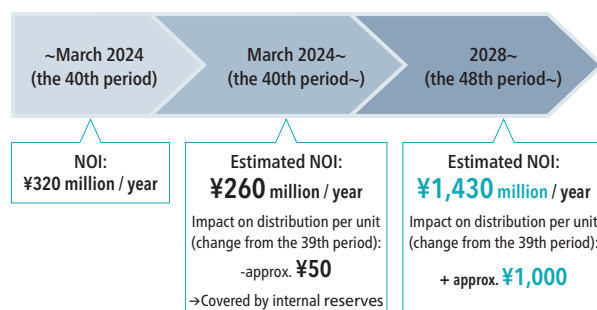 ~March 2024
(the 40th period)
March 2024~
(the 40th period~)
2028~
(the 48th period~)
NOI:
¥320 million / year
Estimated NOI:
¥260 million / year
Impact on distribution per unit
(change from the 39th period):
-approx. ¥50
→Covered by internal reserves
Estimated NOI:
¥1,430 million / year
Impact on distribution per unit
(change from the 39th period):
+ approx. ¥1,000